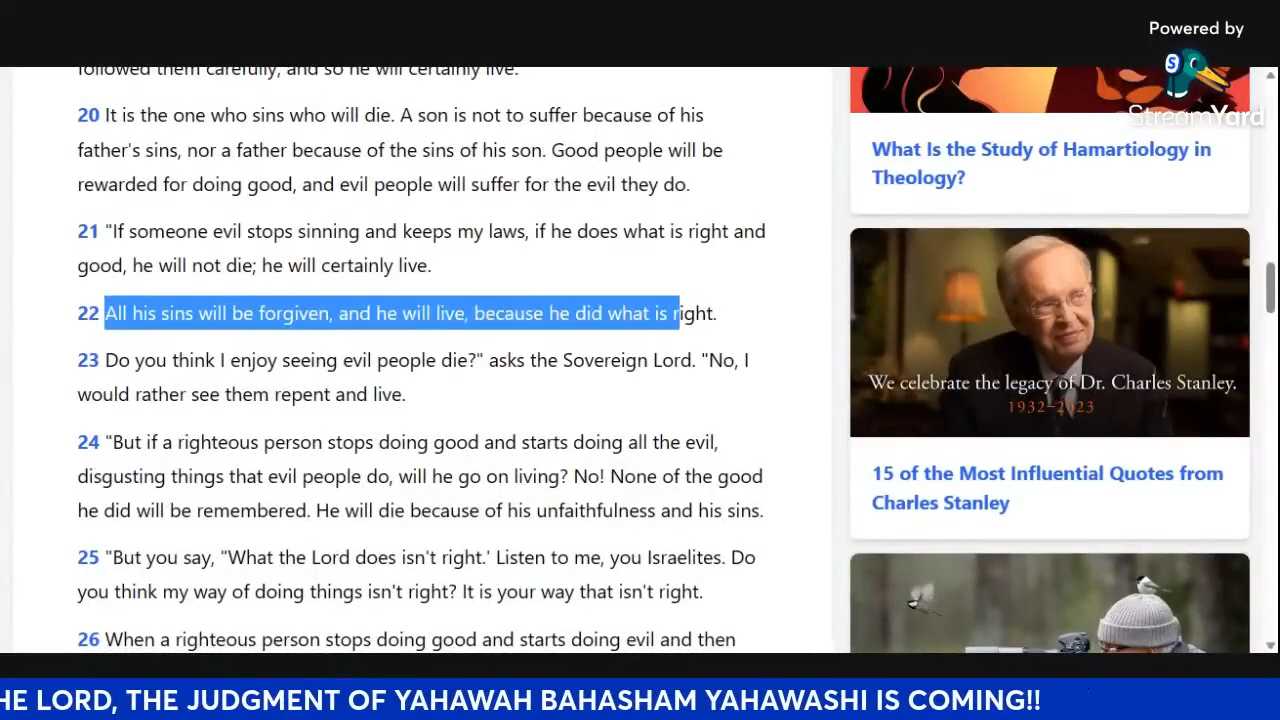 Powered by
StreamYard
followed them carefully, and so he will certainly live.
20 It is the one who sins who will die. A son is not to suffer because of his
father's sins, nor a father because of the sins of his son. Good people will be
rewarded for doing good, and evil people will suffer for the evil they do.
21 "If someone evil stops sinning and keeps my laws, if he does what is right and
good, he will not die; he will certainly live.
22 All his sins will be forgiven, and he will live, because he did what is right.
23 Do you think I enjoy seeing evil people die?" asks the Sovereign Lord. "No, I
would rather see them repent and live.
24 "But if a righteous person stops doing good and starts doing all the evil,
disgusting things that evil people do, will he go on living? No! None of the good
he did will be remembered. He will die because of his unfaithfulness and his sins.
25 "But you say, "What the Lord does isn't right.' Listen to me, you Israelites. Do
you think my way of doing things isn't right? It is your way that isn't right.
26 When a righteous person stops doing good and starts doing evil and then
What Is the Study of Hamartiology in
Theology?
We celebrate the legacy of Dr. Charles Stanley.
1932–2023
15 of the Most Influential Quotes from
Charles Stanley
HE LORD, THE JUDGMENT OF YAHAWAH BAHASHAM YAHAWASHI IS COMING!!